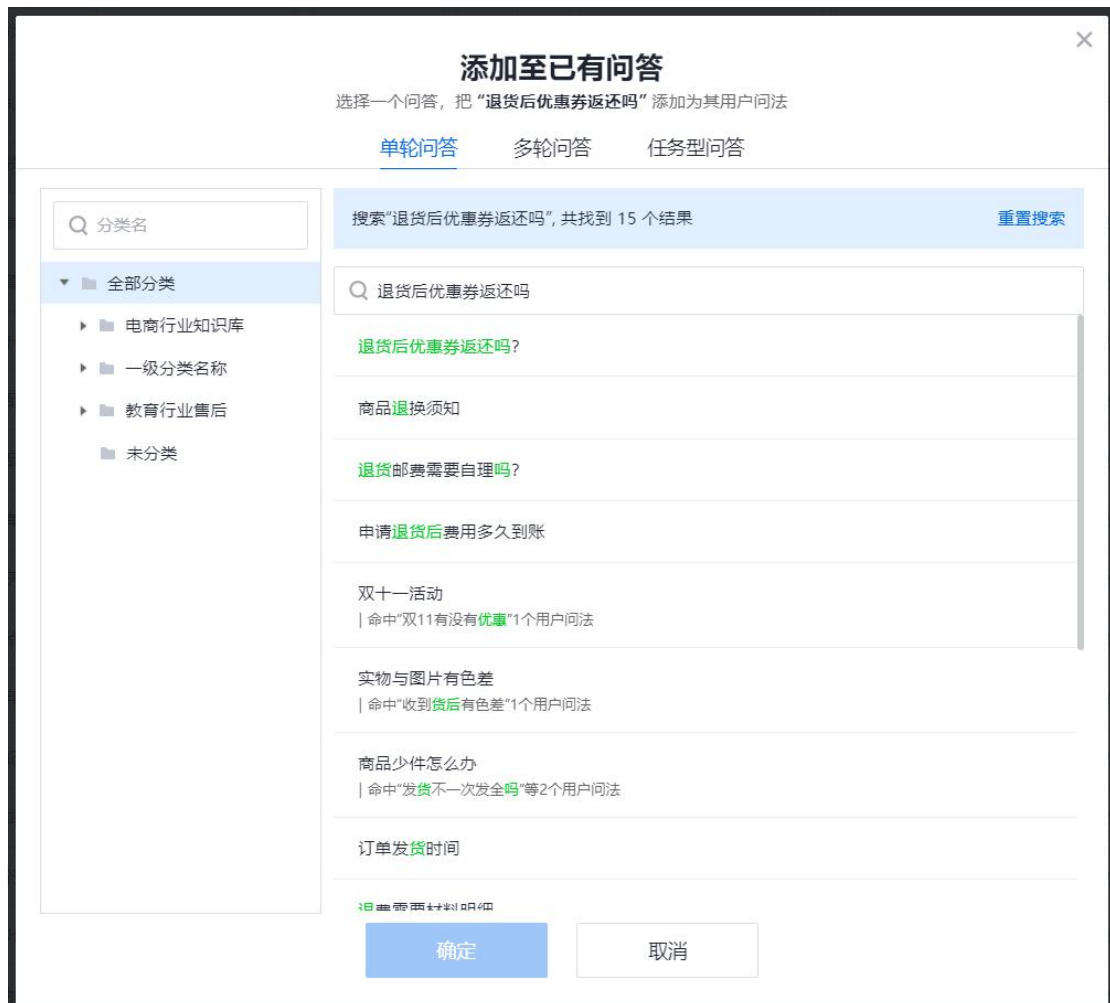 添加至已有问答
选择一个问答，把 “退货后优惠券返还吗” 添加为其用户问法
单轮问答 多轮问答 任务型问答
分类名
全部分类
电商行业知识库
一级分类名称
教育行业售后
未分类
搜索“退货后优惠券返还吗”, 共找到 15 个结果 重置搜索
退货后优惠券返还吗
退货后优惠券返还吗?
商品退换须知
退货邮费需要自理吗?
申请退货后费用多久到账
双十一活动
| 命中“双11有没有优惠”1个用户问法
实物与图片有色差
| 命中“收到货后有色差”1个用户问法
商品少件怎么办
| 命中“发货不一次发全吗”等2个用户问法
订单发货时间
退费需要材料明细
确定 取消